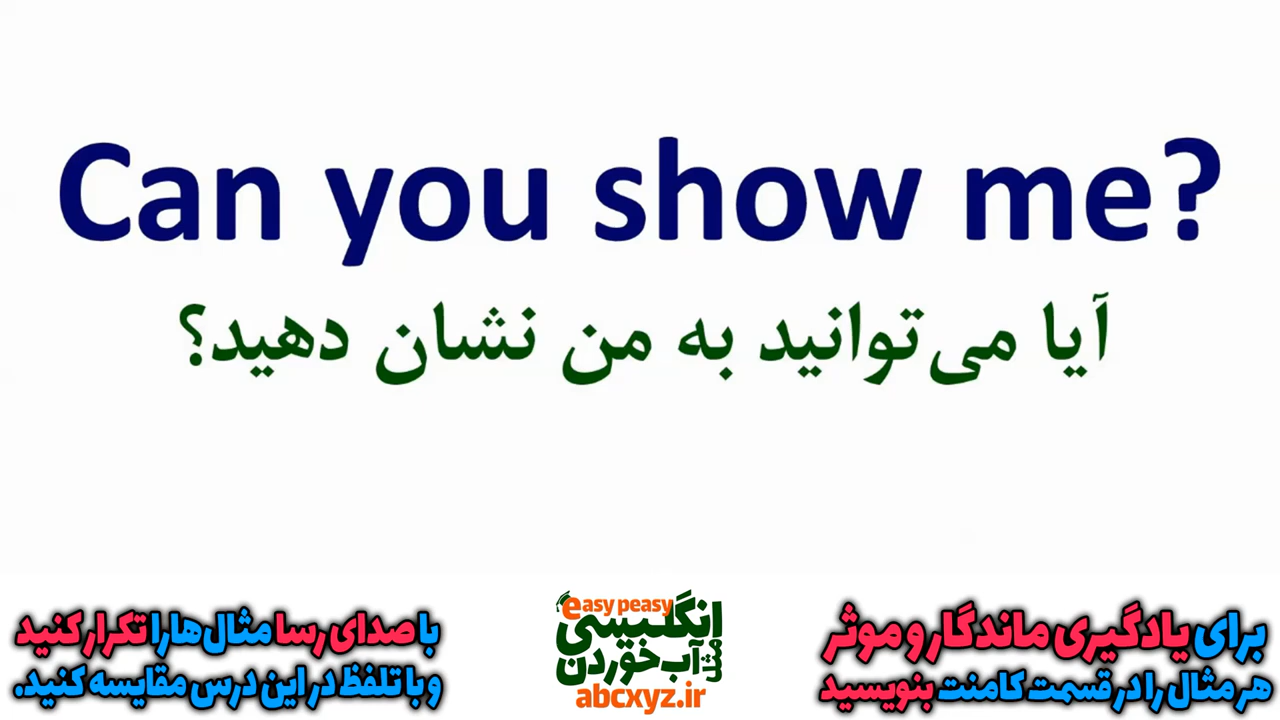 Can you show me?
آیا می‌توانید به من نشان دهید؟
برای یادگیری ماندگار و موثر
هر مثال را در قسمت کامنت بنویسید
easy peasy
انگلیسی
مثل
آب خوردن
abcxyz.ir
با صدای رسا مثال‌ها را تکرار کنید
و با تلفظ در این درس مقایسه کنید.